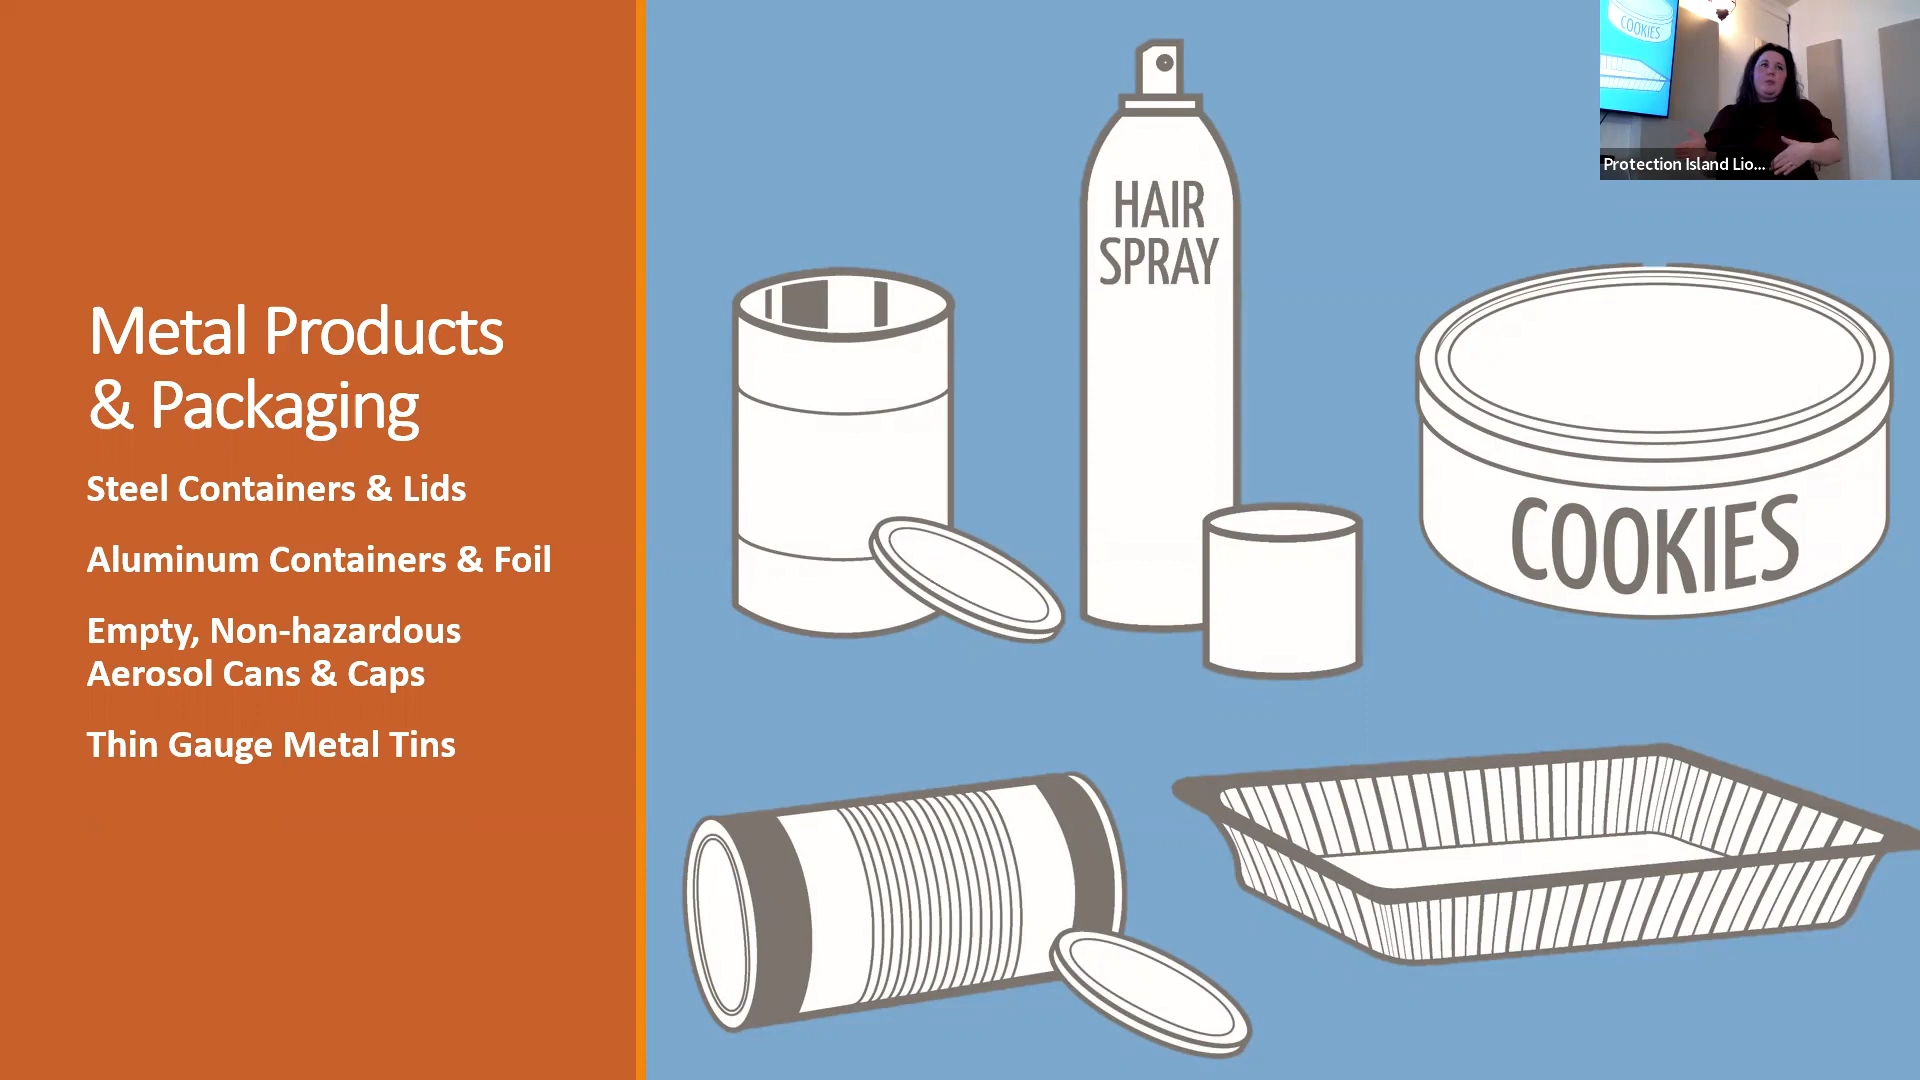 Metal Products
& Packaging
Steel Containers & Lids
Aluminum Containers & Foil
Empty, Non-hazardous
Aerosol Cans & Caps
Thin Gauge Metal Tins
HAIR
SPRAY
COOKIES
COOKIES
Protection Island Lio...